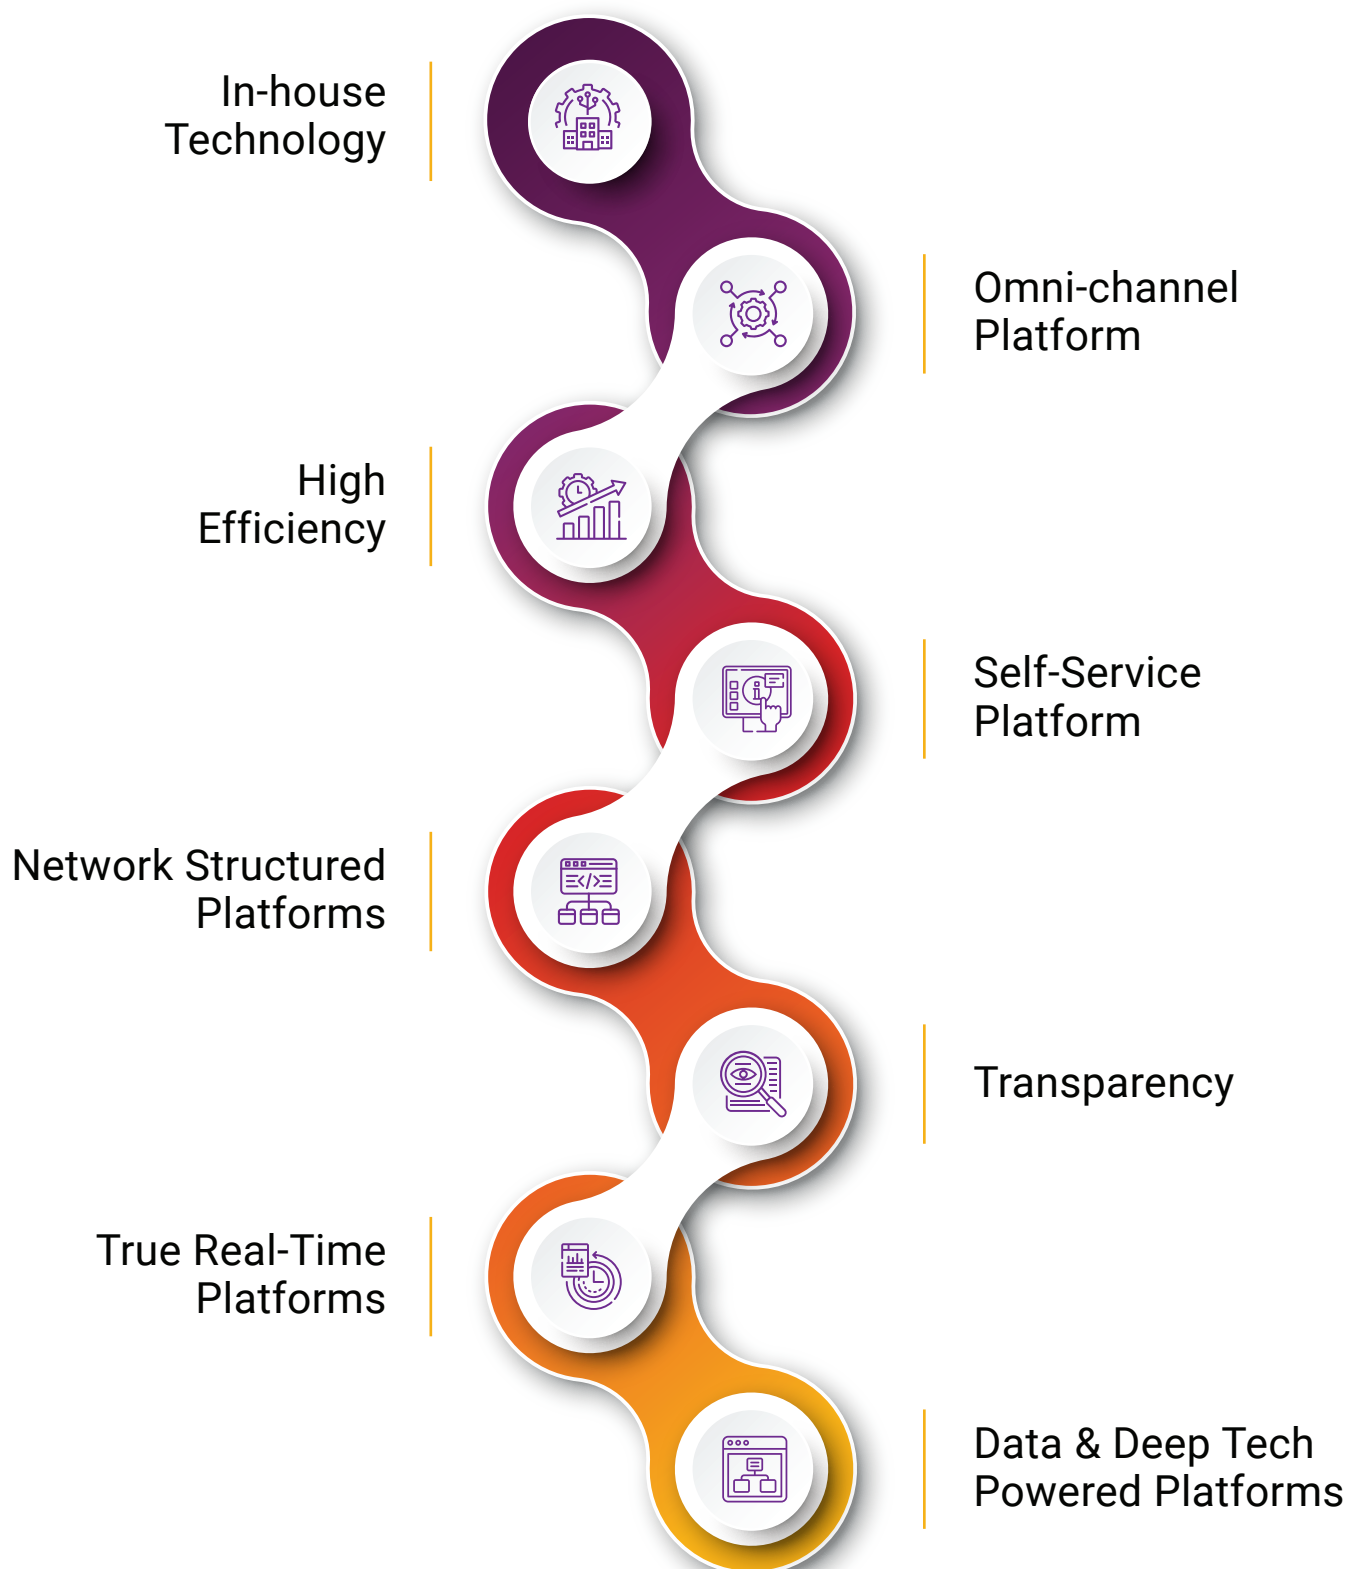 In-house
Technology
Omni-channel
Platform
High
Efficiency
Self-Service
Platform
Network Structured
Platforms
Transparency
True Real-Time
Platforms
Data & Deep Tech
Powered Platforms